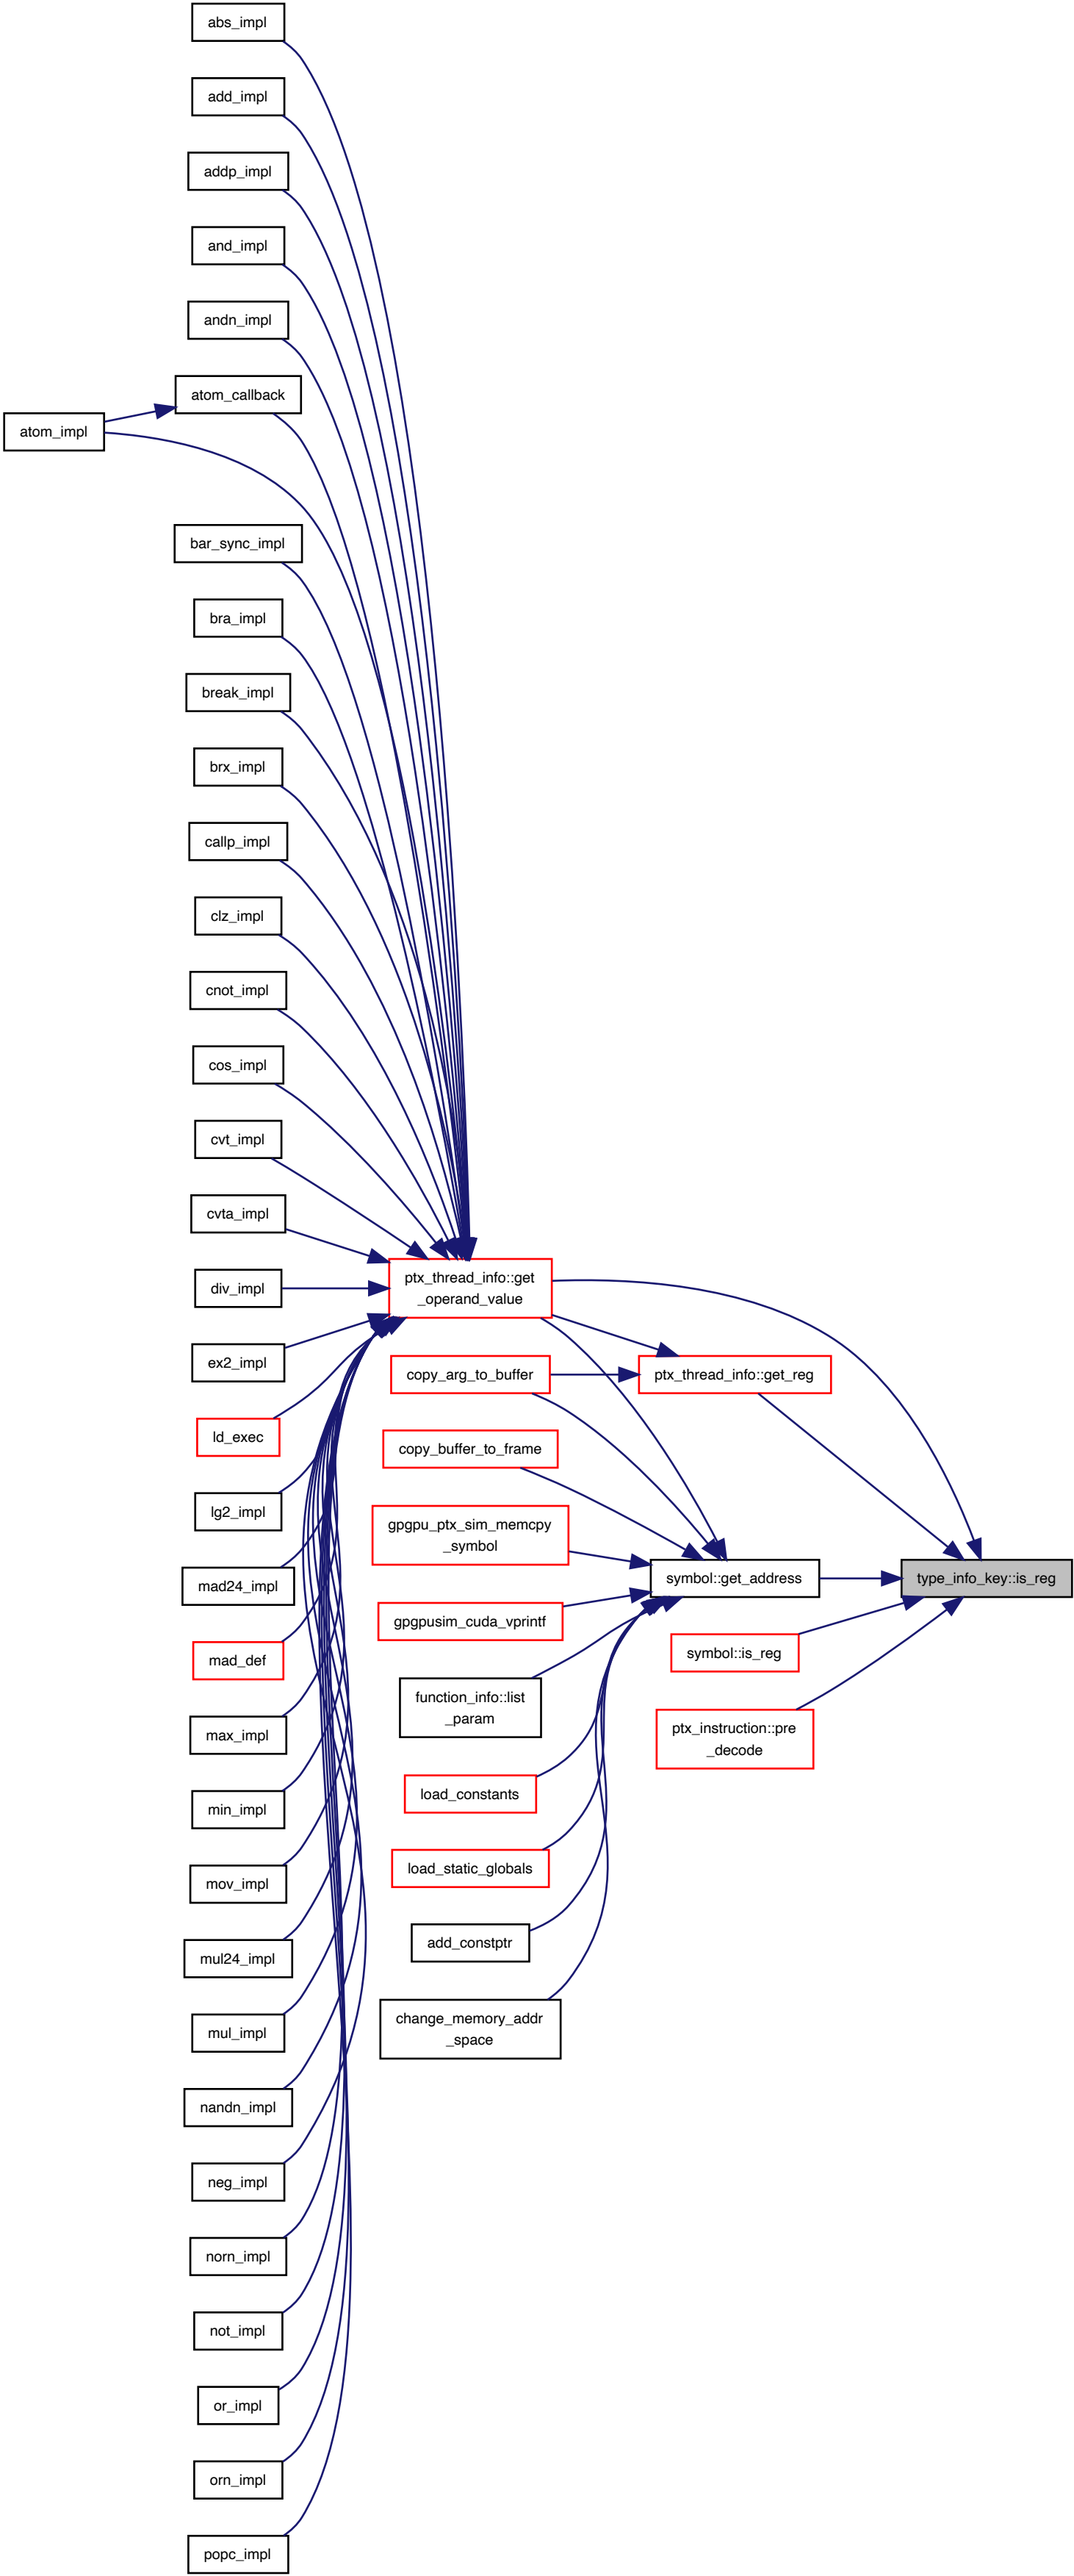 abs_impl
add_impl
addp_impl
and_impl
andn_impl
atom_callback
atom_impl
bar_sync_impl
bra_impl
break_impl
brx_impl
callp_impl
clz_impl
cnot_impl
cos_impl
cvt_impl
cvta_impl
div_impl
ex2_impl
ld_exec
lg2_impl
mad24_impl
mad_def
max_impl
min_impl
mov_impl
mul24_impl
mul_impl
nandn_impl
neg_impl
norn_impl
not_impl
or_impl
orn_impl
popc_impl
ptx_thread_info::get
_operand_value
copy_arg_to_buffer
copy_buffer_to_frame
gpgpu_ptx_sim_memcpy
_symbol
gpgpusim_cuda_vprintf
function_info::list
_param
load_constants
load_static_globals
add_constptr
change_memory_addr
_space
ptx_thread_info::get_reg
symbol::get_address
symbol::is_reg
ptx_instruction::pre
_decode
type_info_key::is_reg